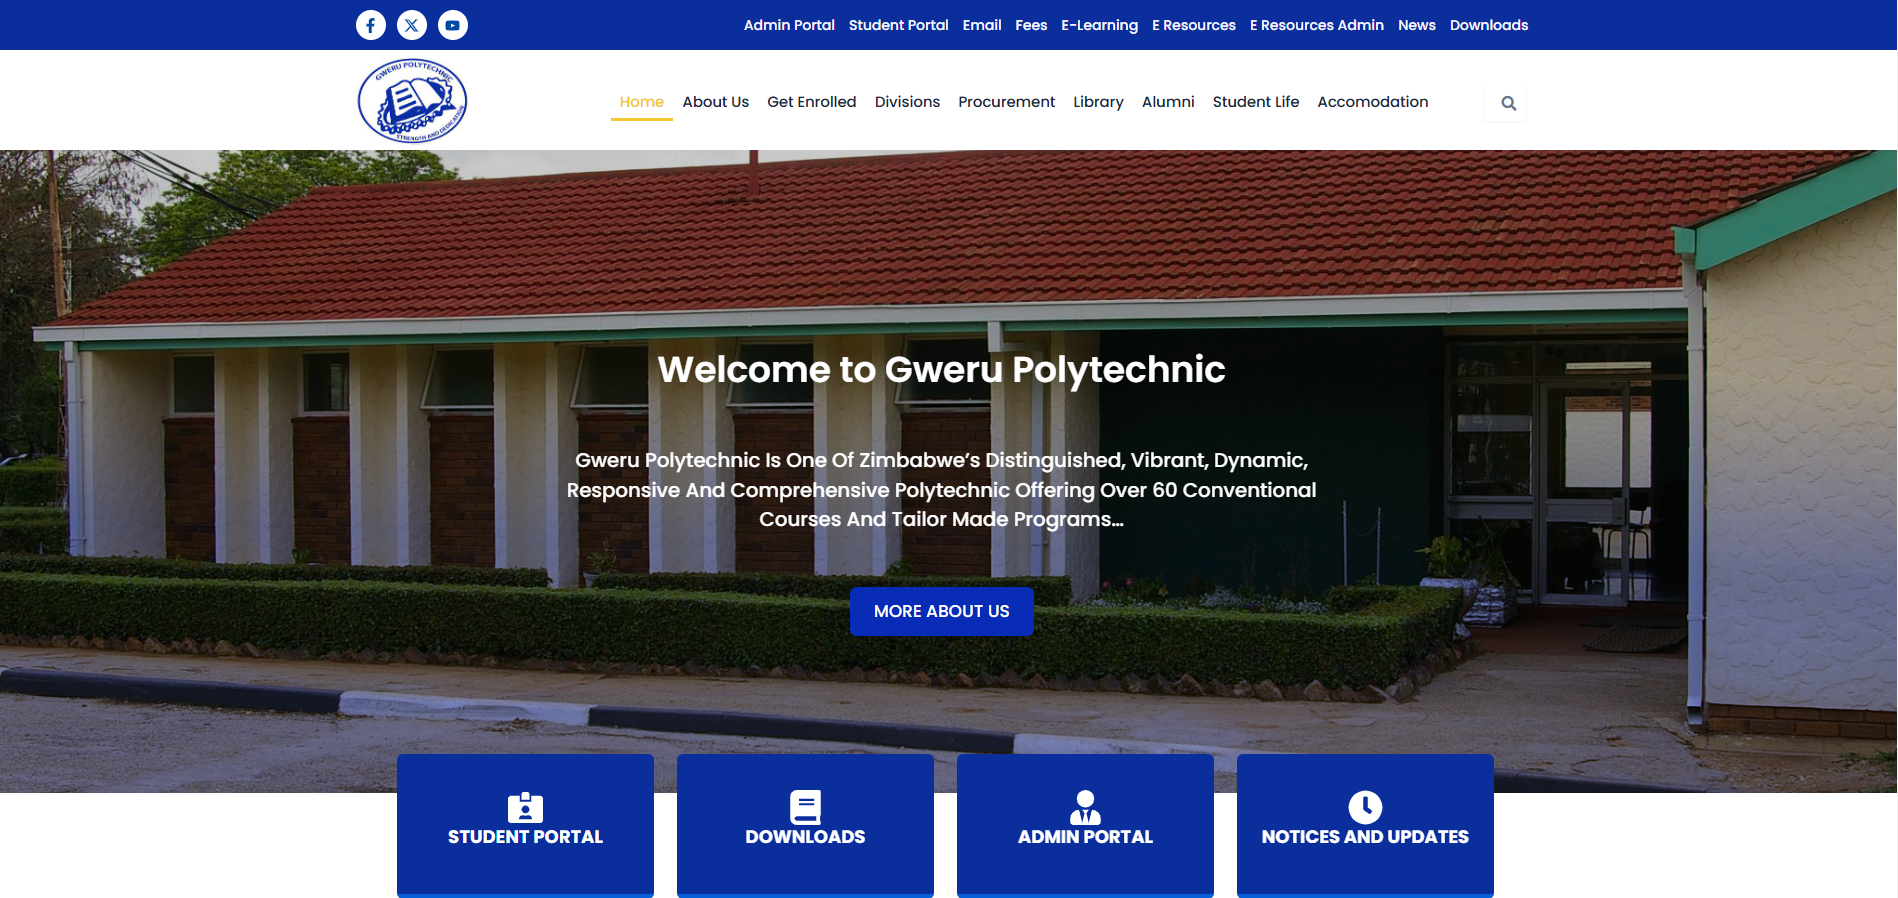 Admin Portal Student Portal Email Fees E-Learning E Resources E Resources Admin News Downloads
GWERU POLYTECHNIC
STRENGTH AND DEDICATION
Home About Us Get Enrolled Divisions Procurement Library Alumni Student Life Accomodation
Welcome to Gweru Polytechnic
Gweru Polytechnic Is One Of Zimbabwe’s Distinguished, Vibrant, Dynamic,
Responsive And Comprehensive Polytechnic Offering Over 60 Conventional
Courses And Tailor Made Programs...
MORE ABOUT US
STUDENT PORTAL DOWNLOADS ADMIN PORTAL NOTICES AND UPDATES